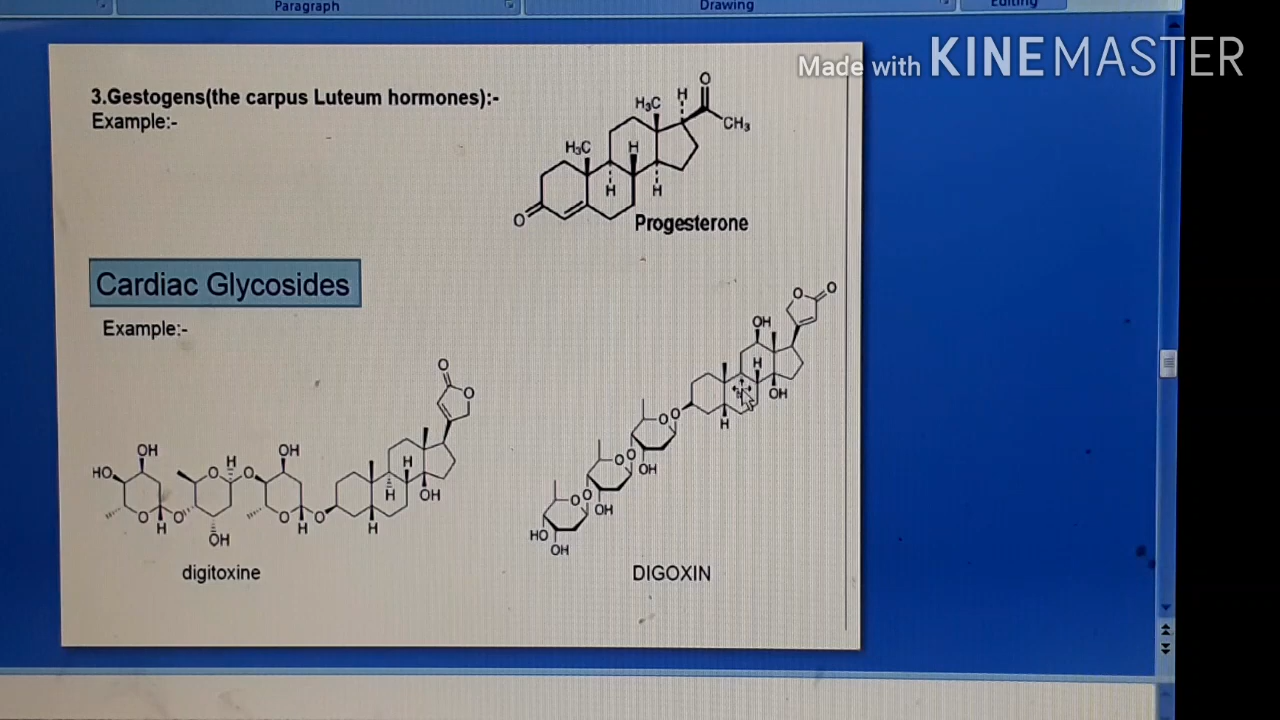 Paragraph
Drawing
Editing
Made with KINEMASTER
3.Gestogens(the carpus Luteum hormones):-
Example:-
O
H
H₃C
CH₃
H₃C
H
H
H
O
Progesterone
Cardiac Glycosides
Example:-
O
O
OH
O
O
H
OH
H
O
O
OH
O
O
OH
O
O
OH
HO
OH
DIGOXIN
O
O
OH
HO
H
O
O
OH
H
H
OH
O
H
O
OH
O
H
O
H
digitoxine